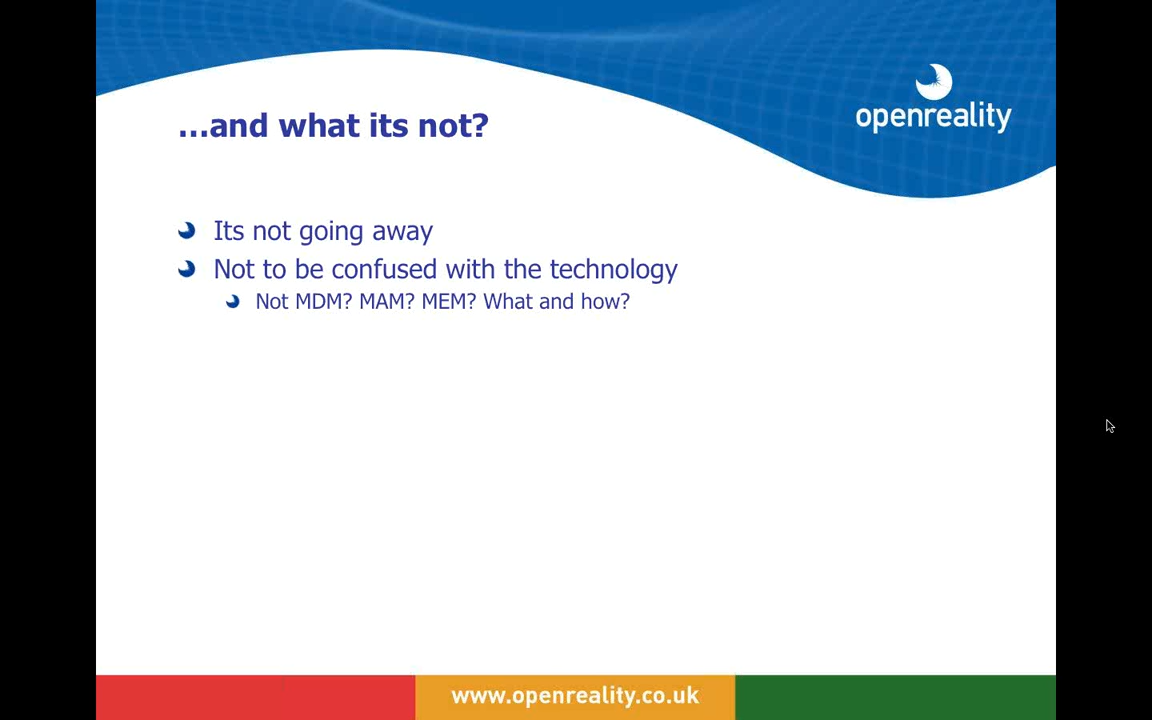 openreality
...and what its not?
Its not going away
Not to be confused with the technology
Not MDM? MAM? MEM? What and how?
www.openreality.co.uk